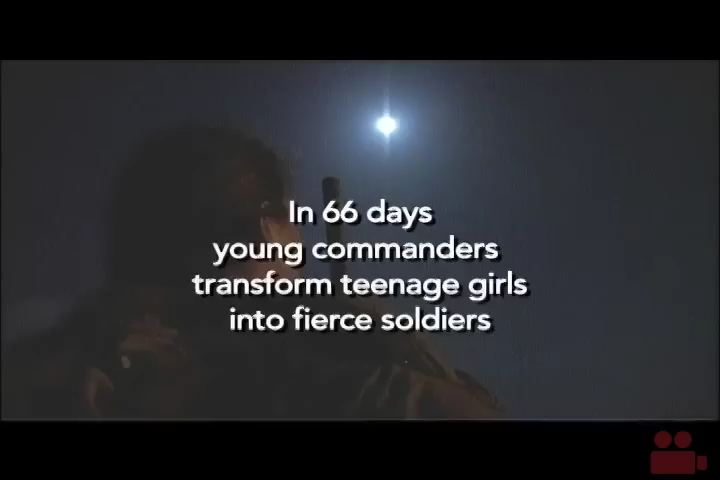 In 66 days
young commanders
transform teenage girls
into fierce soldiers